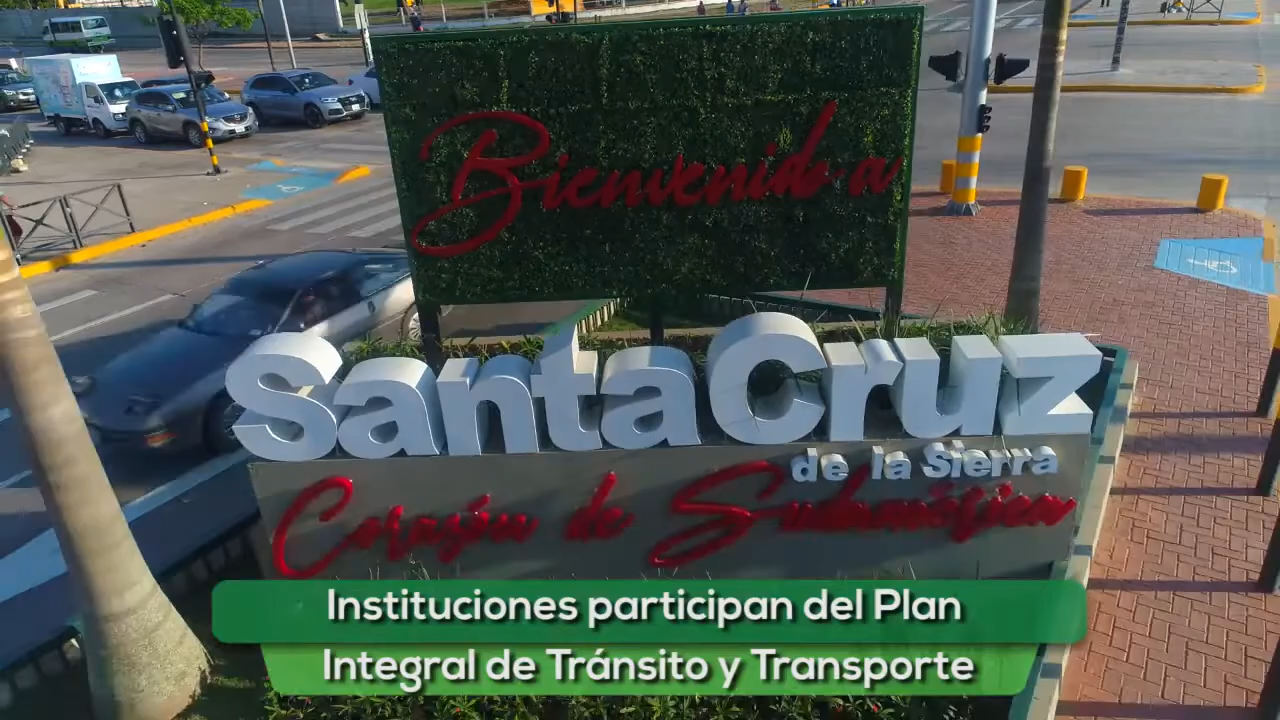 Bienvenido a
SantaCruz
de la Sierra
Corazón de Sudamérica
Instituciones participan del Plan
Integral de Tránsito y Transporte